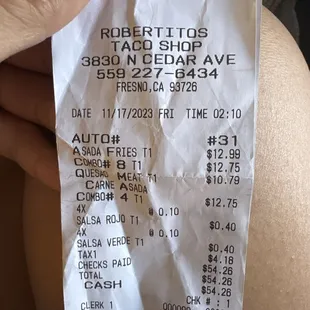 ROBERTITOS
TACO SHOP
3830 N CEDAR AVE
559 227-6434
FRESNO,CA 93726
DATE 11/17/2023 FRI TIME 02:10
AUTO# #31
ASADA FRIES T1 $12.99
COMBO# 8 T1 $12.75
QUESO MEAT T1 $10.79
CARNE ASADA
COMBO# 4 T1 $12.75
4X @ 0.10
SALSA ROJO T1 $0.40
4X @ 0.10
SALSA VERDE T1 $0.40
TAX1 $4.18
CHECKS PAID $54.26
TOTAL $54.26
CASH $54.26
CHK # : 1
CLERK 1